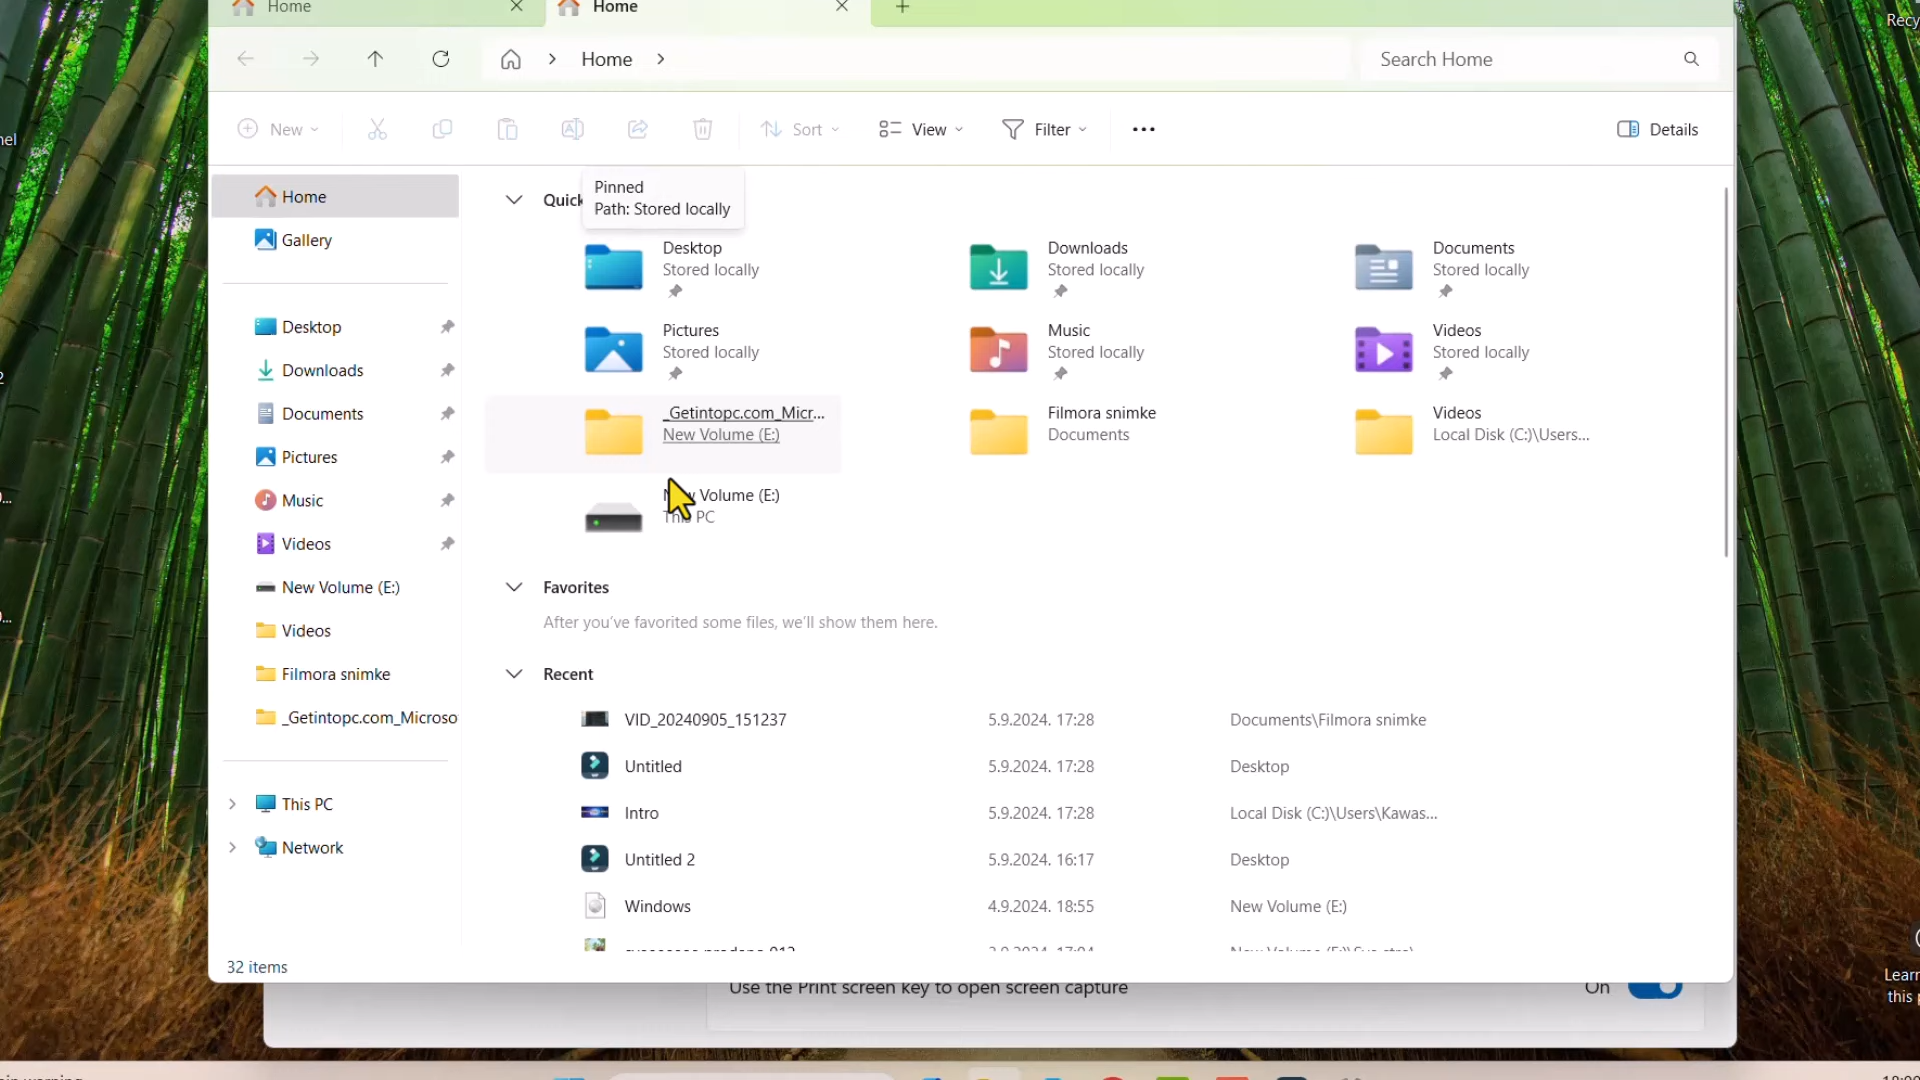 Home
Home
Recy
Home
Search Home
New
Sort
View
Filter
Details
nel
Home
Gallery
Desktop
Downloads
Documents
Pictures
Music
Videos
New Volume (E:)
Videos
Filmora snimke
_Getintopc.com_Microso
This PC
Network
Quick
Pinned
Path: Stored locally
Desktop
Stored locally
Downloads
Stored locally
Documents
Stored locally
Pictures
Stored locally
Music
Stored locally
Videos
Stored locally
_Getintopc.com_Micr...
New Volume (E:)
Filmora snimke
Documents
Videos
Local Disk (C:)\Users...
New Volume (E:)
This PC
Favorites
After you've favorited some files, we'll show them here.
Recent
VID_20240905_151237 5.9.2024. 17:28 Documents\Filmora snimke
Untitled 5.9.2024. 17:28 Desktop
Intro 5.9.2024. 17:28 Local Disk (C:)\Users\Kawas...
Untitled 2 5.9.2024. 16:17 Desktop
Windows 4.9.2024. 18:55 New Volume (E:)
32 items
Use the Print screen key to open screen capture On
Learn
this p